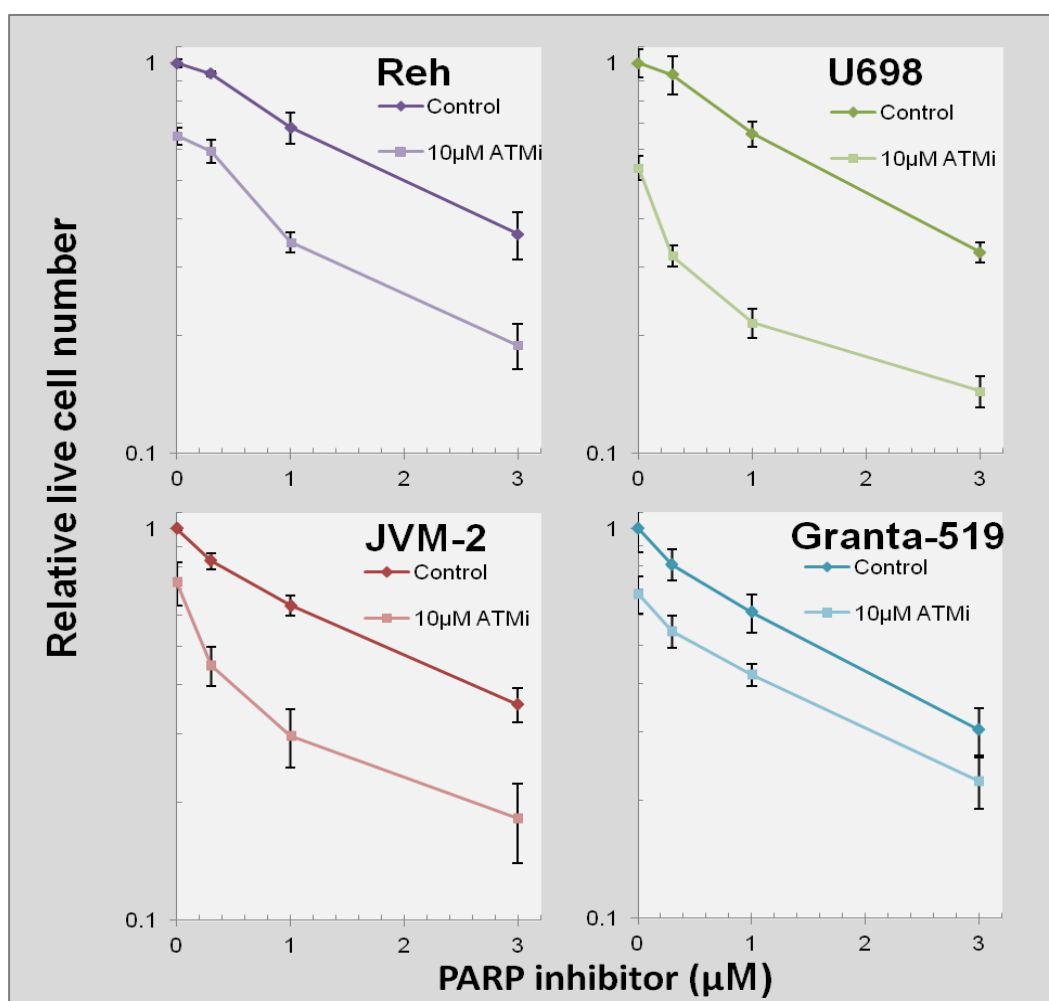 Relative live cell number
Reh
Control
10µM ATMi
1
0.1
0 1 2 3
U698
Control
10µM ATMi
1
0.1
0 1 2 3
JVM-2
Control
10µM ATMi
1
0.1
0 1 2 3
Granta-519
Control
10µM ATMi
1
0.1
0 1 2 3
PARP inhibitor (µM)